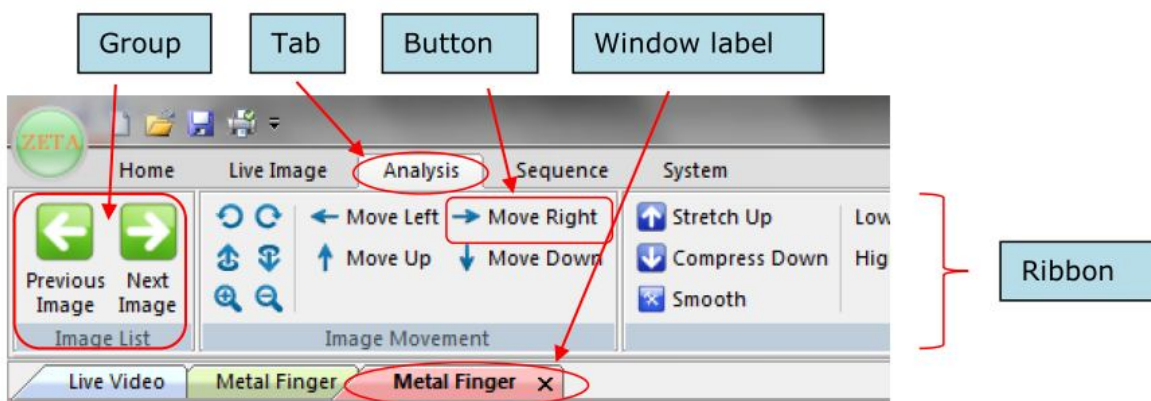 Group
Tab
Button
Window label
ZETA
Home Live Image Analysis Sequence System
Move Left Move Right Stretch Up Low
Move Up Move Down Compress Down Hig
Previous Image Next Image Smooth
Image List Image Movement
Live Video Metal Finger Metal Finger X
Ribbon